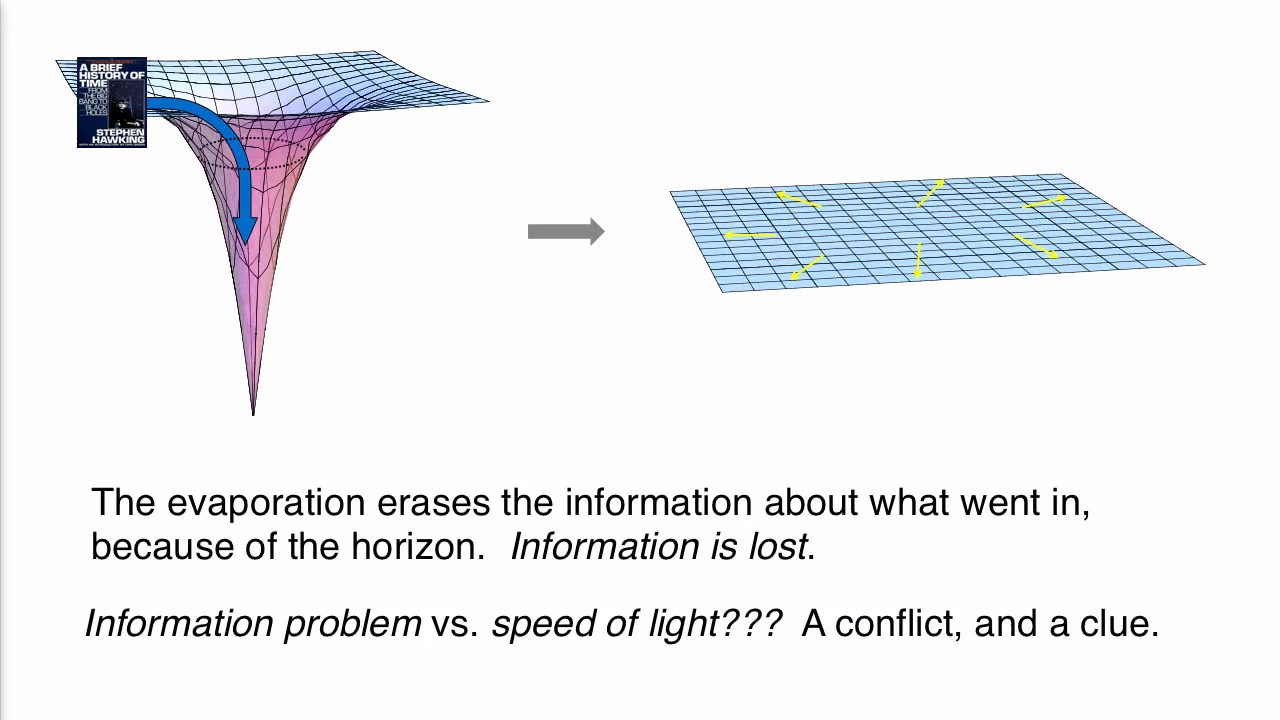 A BRIEF
HISTORY OF
TIME
FROM
THE BIG
BANG TO
BLACK
HOLES
STEPHEN
HAWKING
The evaporation erases the information about what went in,
because of the horizon. Information is lost.
Information problem vs. speed of light??? A conflict, and a clue.